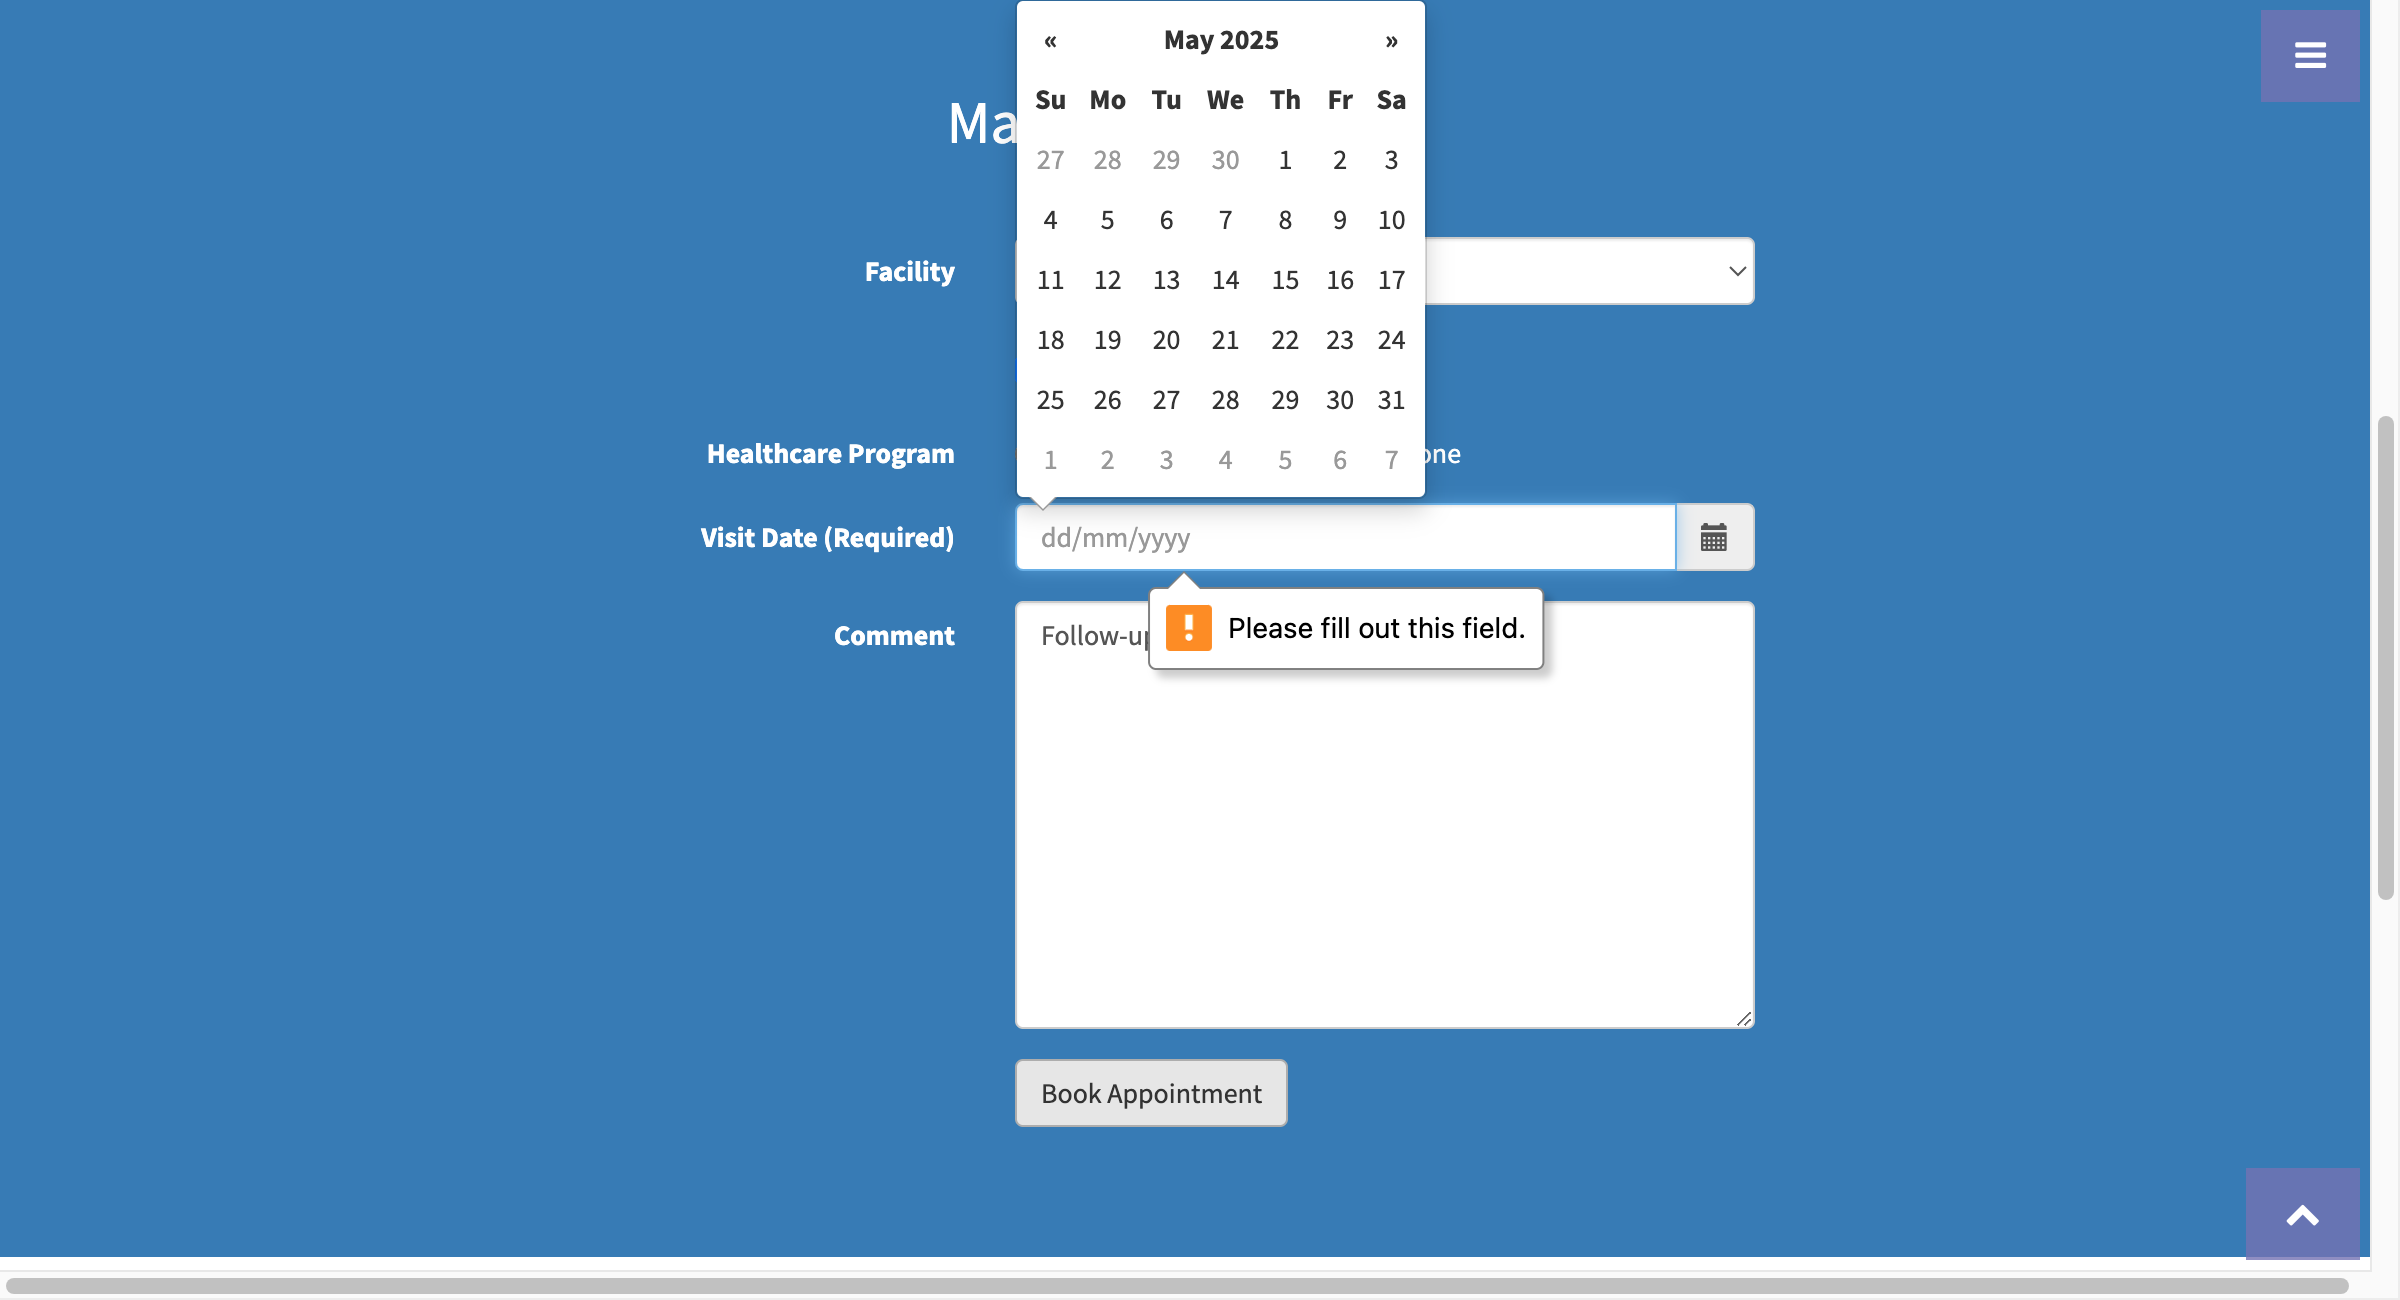 « May 2025 »
Su Mo Tu We Th Fr Sa
27 28 29 30 1 2 3
4 5 6 7 8 9 10
11 12 13 14 15 16 17
18 19 20 21 22 23 24
25 26 27 28 29 30 31
1 2 3 4 5 6 7
Facility
Healthcare Program
Visit Date (Required) dd/mm/yyyy
Please fill out this field.
Comment
Book Appointment